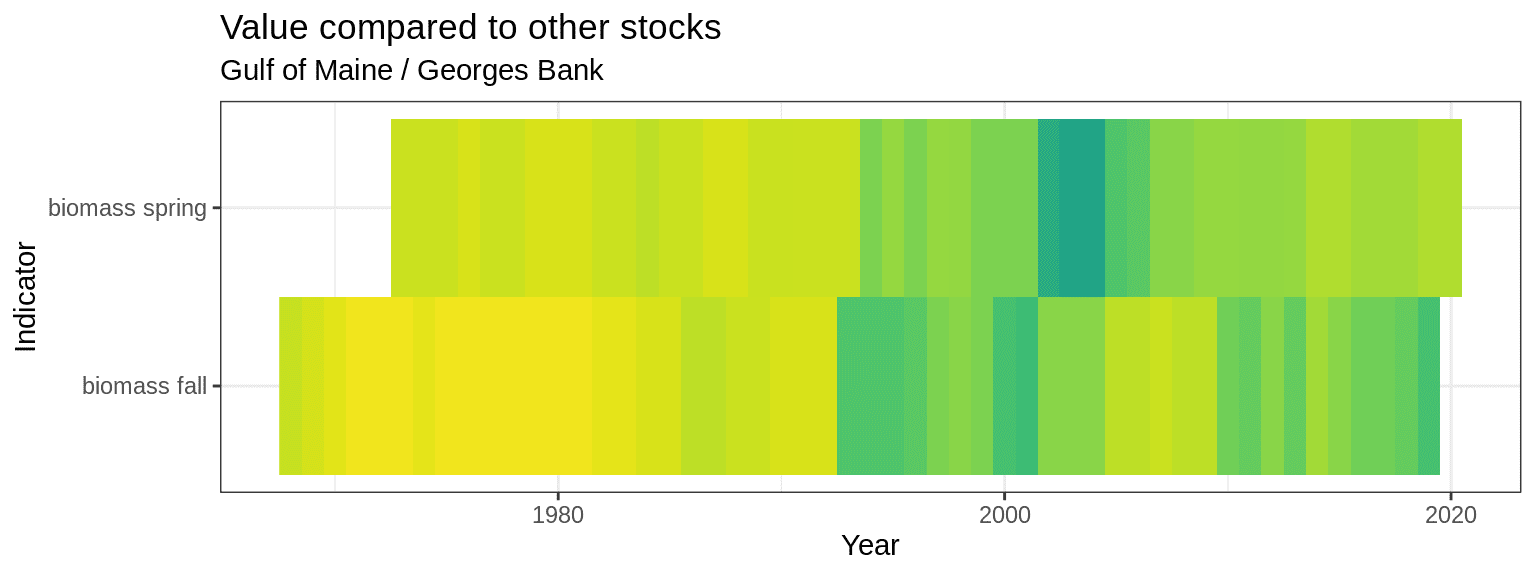 Value compared to other stocks
Gulf of Maine / Georges Bank
Indicator
biomass spring
biomass fall
1980 2000 2020
Year